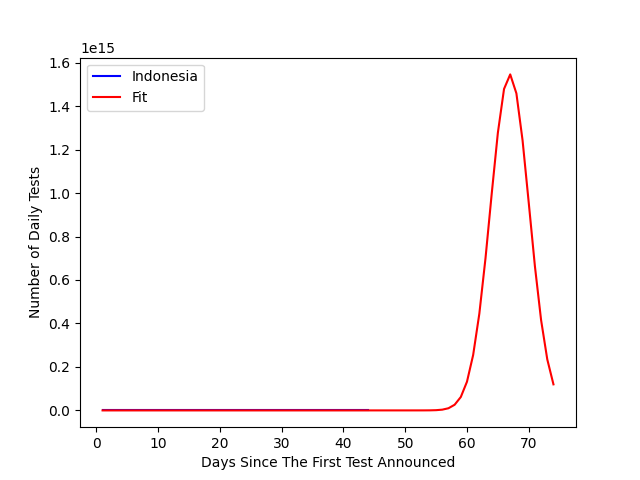 1e15
Indonesia
Fit
1.6
1.4
1.2
1.0
0.8
0.6
0.4
0.2
0.0
Number of Daily Tests
0 10 20 30 40 50 60 70
Days Since The First Test Announced